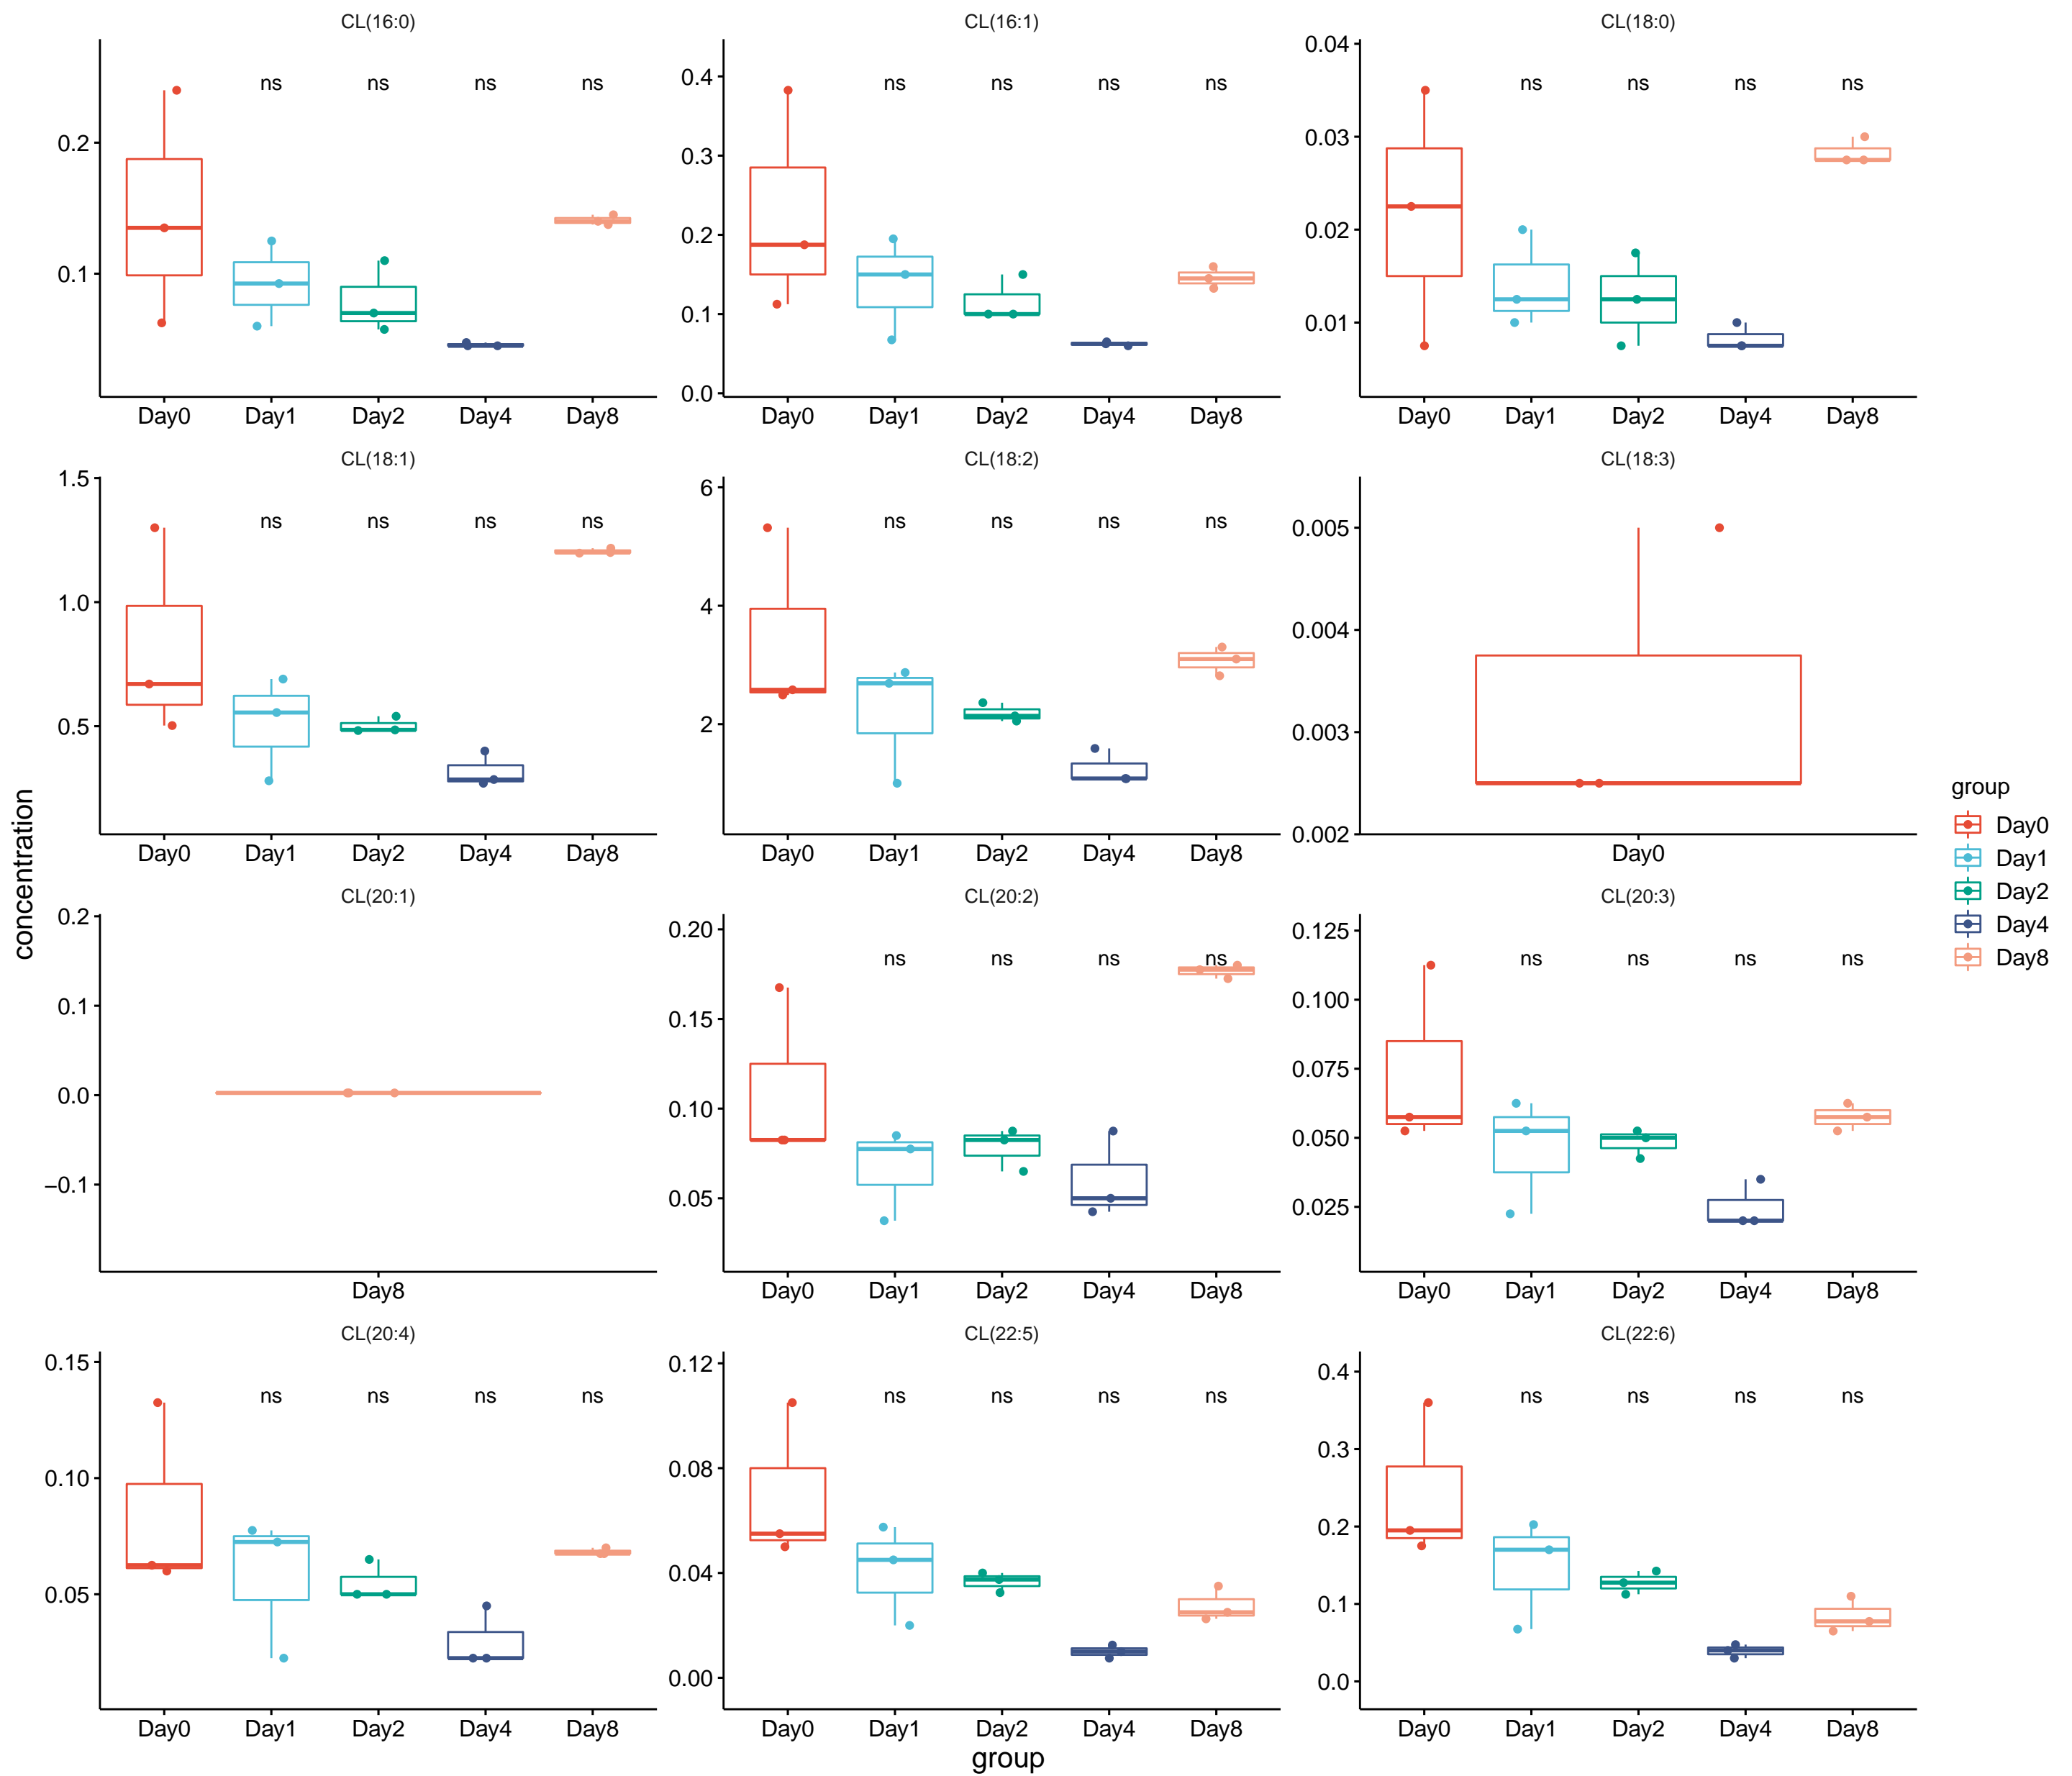 CL(16:0) CL(16:1) CL(18:0)
0.2
0.1
ns ns ns ns
Day0 Day1 Day2 Day4 Day8
0.4
0.3
0.2
0.1
0.0
ns ns ns ns
Day0 Day1 Day2 Day4 Day8
0.04
0.03
0.02
0.01
ns ns ns ns
Day0 Day1 Day2 Day4 Day8
CL(18:1) CL(18:2) CL(18:3)
1.5
1.0
0.5
ns ns ns ns
Day0 Day1 Day2 Day4 Day8
6
4
2
ns ns ns ns
Day0 Day1 Day2 Day4 Day8
0.005
0.004
0.003
0.002
Day0
CL(20:1) CL(20:2) CL(20:3)
0.2
0.1
0.0
−0.1
Day8
0.20
0.15
0.10
0.05
ns ns ns ns
Day0 Day1 Day2 Day4 Day8
0.125
0.100
0.075
0.050
0.025
ns ns ns ns
Day0 Day1 Day2 Day4 Day8
CL(20:4) CL(22:5) CL(22:6)
0.15
0.10
0.05
ns ns ns ns
Day0 Day1 Day2 Day4 Day8
0.12
0.08
0.04
0.00
ns ns ns ns
Day0 Day1 Day2 Day4 Day8
0.4
0.3
0.2
0.1
0.0
ns ns ns ns
Day0 Day1 Day2 Day4 Day8
concentration
group
group
Day0
Day1
Day2
Day4
Day8